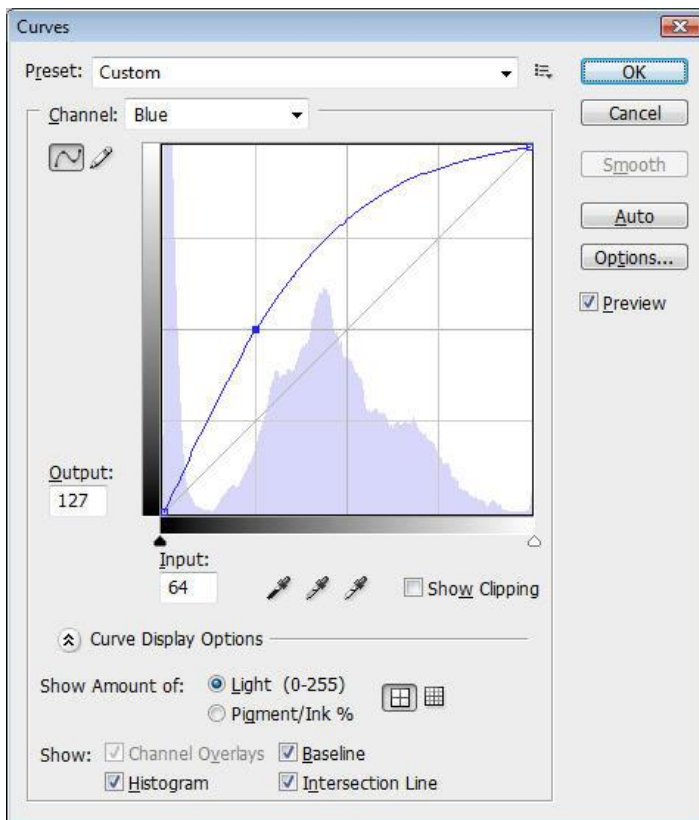 Curves
Preset: Custom
OK
Channel: Blue
Cancel
Smooth
Auto
Options...
Preview
Output:
127
Input:
64
Show Clipping
Curve Display Options
Show Amount of: Light (0-255)
Pigment/Ink %
Show: Channel Overlays Baseline
Histogram Intersection Line